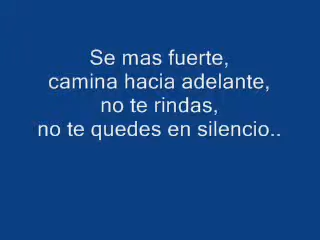 Se mas fuerte,
camina hacia adelante,
no te rindas,
no te quedes en silencio..